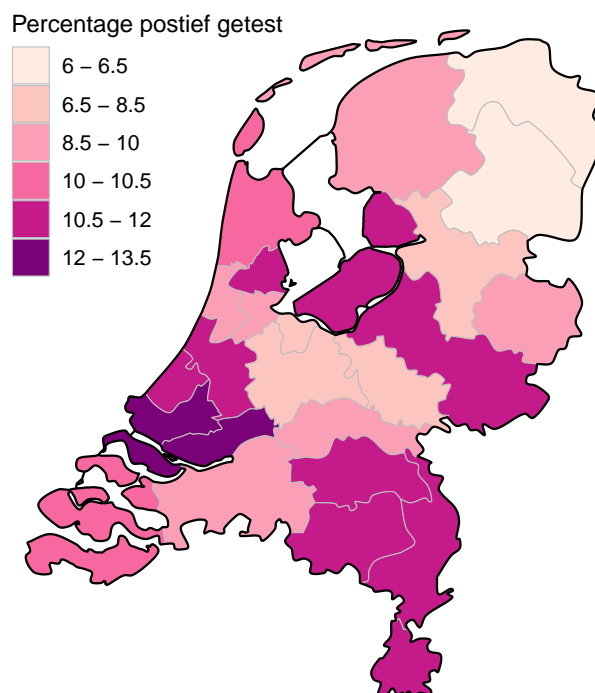 Percentage postief getest
6 – 6.5
6.5 – 8.5
8.5 – 10
10 – 10.5
10.5 – 12
12 – 13.5